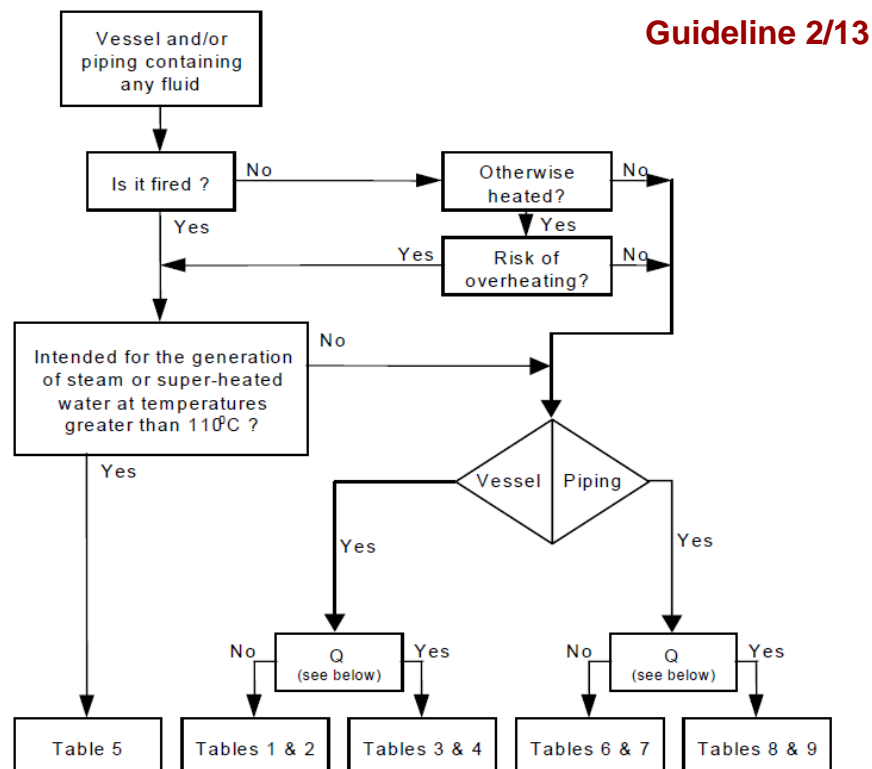 Guideline 2/13
Vessel and/or
piping containing
any fluid
Is it fired ?
No
Otherwise
heated?
No
Yes
Yes
Yes
Risk of
overheating?
No
Intended for the generation
of steam or super-heated
water at temperatures
greater than 110⁰C ?
No
Yes
Vessel
Piping
Yes
Yes
No
Q
(see below)
Yes
No
Q
(see below)
Yes
Table 5
Tables 1 & 2
Tables 3 & 4
Tables 6 & 7
Tables 8 & 9